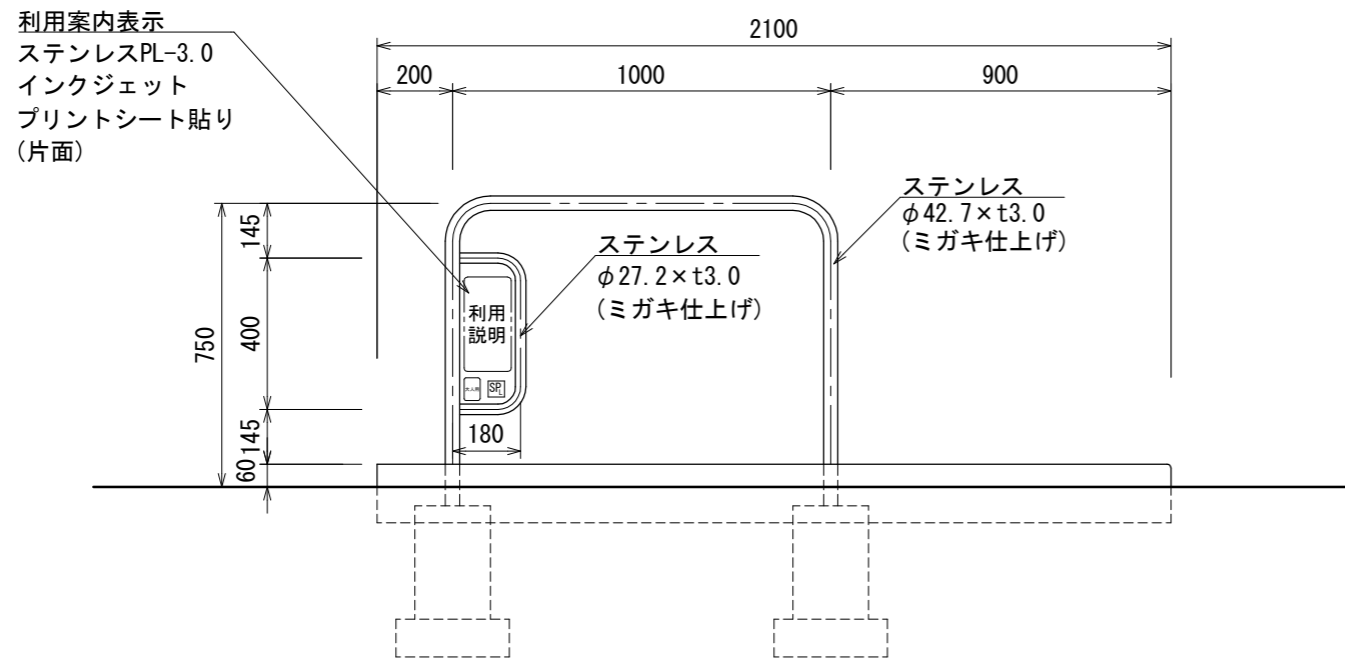 利用案内表示
ステンレスPL-3.0
インクジェット
プリントシート貼り
(片面)
2100
200
1000
900
ステンレス
φ42.7×t3.0
(ミガキ仕上げ)
ステンレス
φ27.2×t3.0
(ミガキ仕上げ)
145
400
750
145
60
利用
説明
大人用
SPL
180